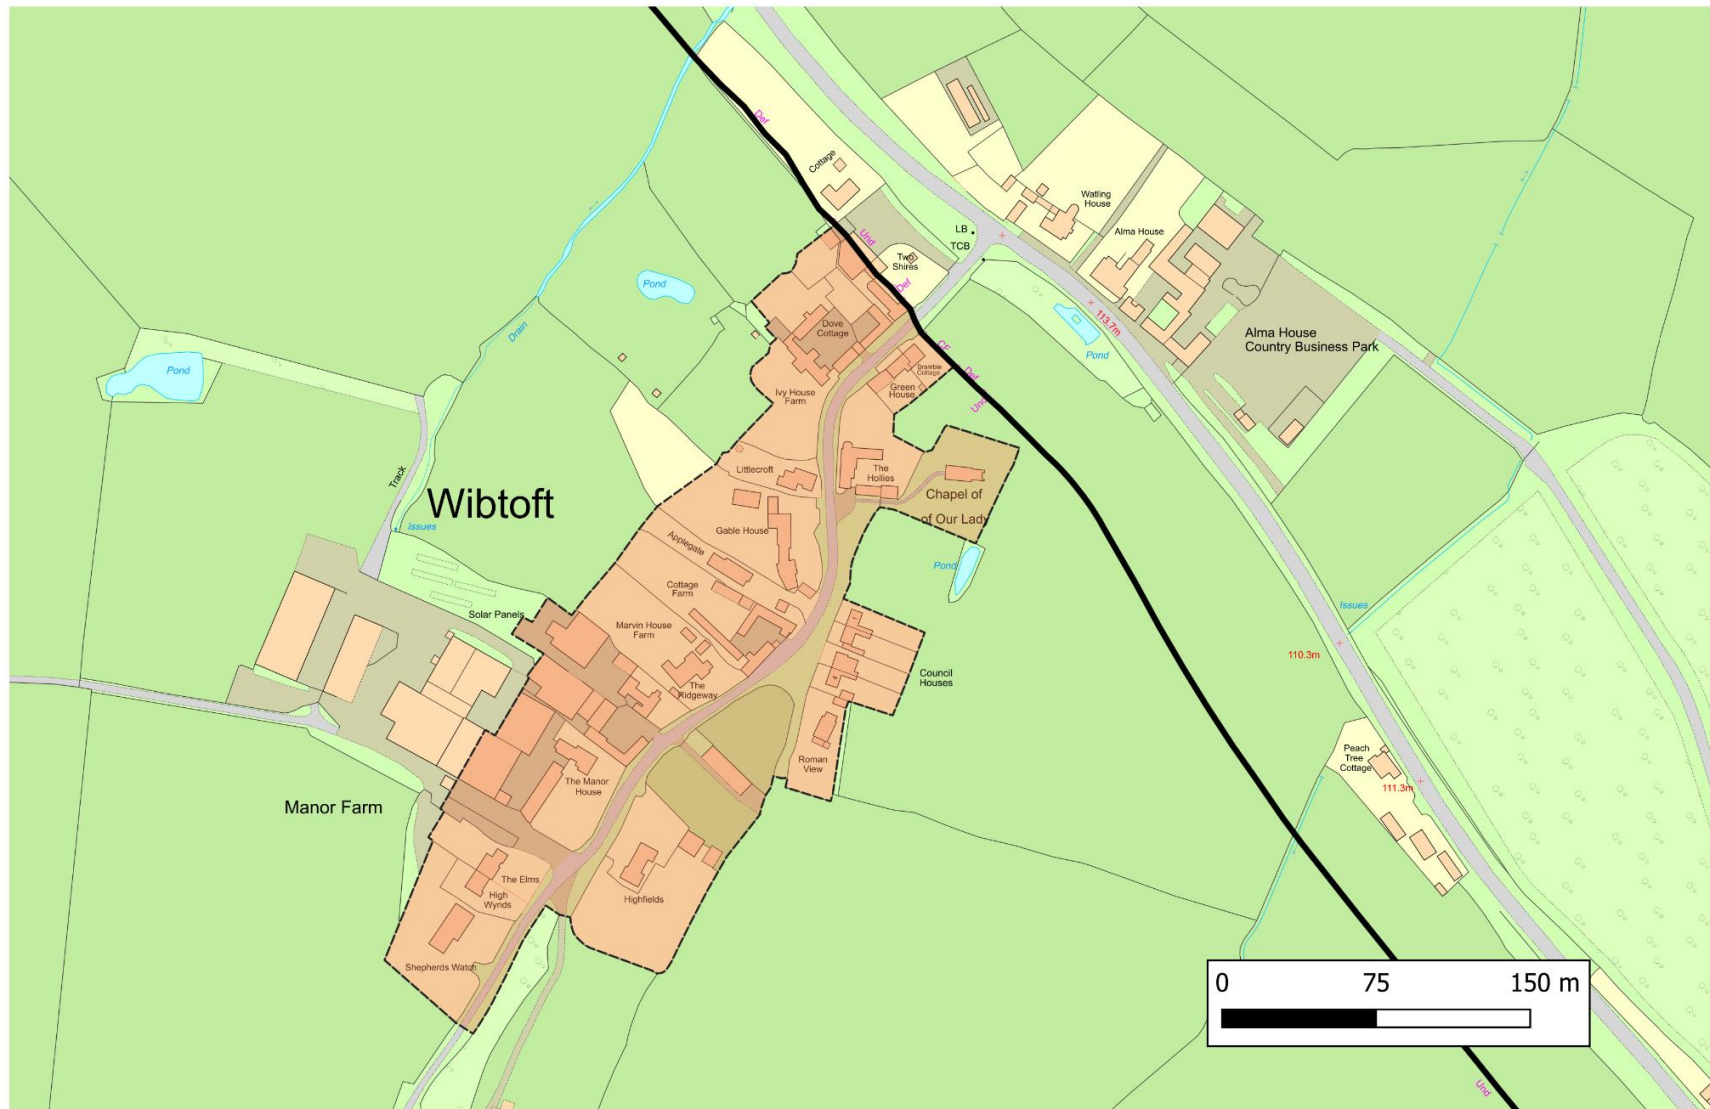 Def
Cottage
Watling
House
Und
LB
TCB
Alma House
Two
Shires
Def
Pond
113.7m
Drain
Dove
Cottage
Alma House
Country Business Park
CF
Pond
Pond
Bramble
Cottage
Def
Ivy House
Farm
Green
House
Und
Littlecroft
The
Hollies
Track
Wibtoft
Chapel of
of Our Lady
Issues
Gable House
Applegate
Pond
Cottage
Farm
Solar Panels
Issues
Marvin House
Farm
110.3m
Council
Houses
The
Ridgeway
Peach
Tree
Cottage
Roman
View
The Manor
House
111.3m
Manor Farm
The Elms
High
Wynds
Highfields
Shepherds Watch
0 75 150 m
Und